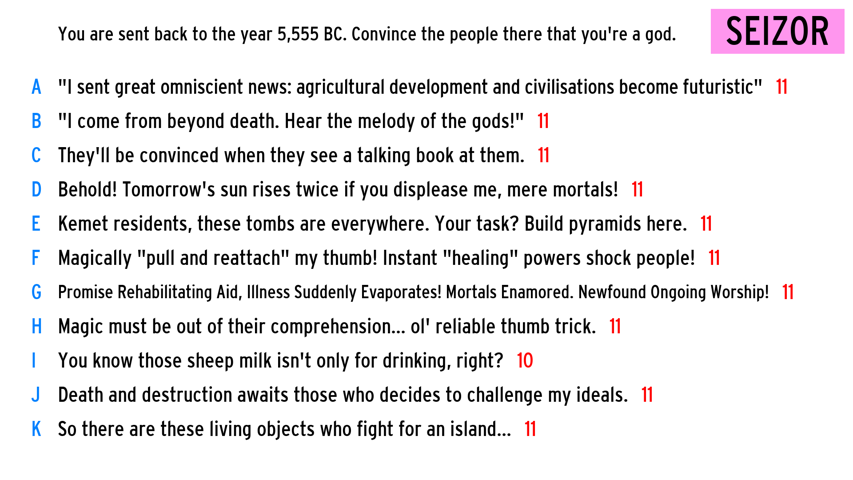 You are sent back to the year 5,555 BC. Convince the people there that you're a god.
SEIZOR
A "I sent great omniscient news: agricultural development and civilisations become futuristic" 11
B "I come from beyond death. Hear the melody of the gods!" 11
C They'll be convinced when they see a talking book at them. 11
D Behold! Tomorrow's sun rises twice if you displease me, mere mortals! 11
E Kemet residents, these tombs are everywhere. Your task? Build pyramids here. 11
F Magically "pull and reattach" my thumb! Instant "healing" powers shock people! 11
G Promise Rehabilitating Aid, Illness Suddenly Evaporates! Mortals Enamored. Newfound Ongoing Worship! 11
H Magic must be out of their comprehension... ol' reliable thumb trick. 11
I You know those sheep milk isn't only for drinking, right? 10
J Death and destruction awaits those who decides to challenge my ideals. 11
K So there are these living objects who fight for an island... 11